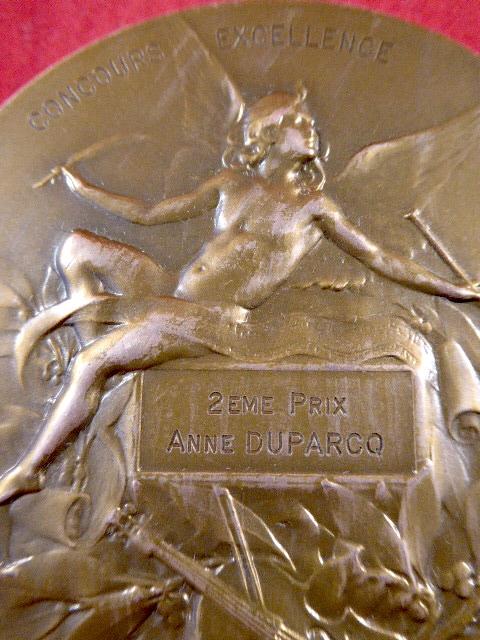 CONCOURS EXCELLENCE
2EME PRIX
ANNE DUPARCQ